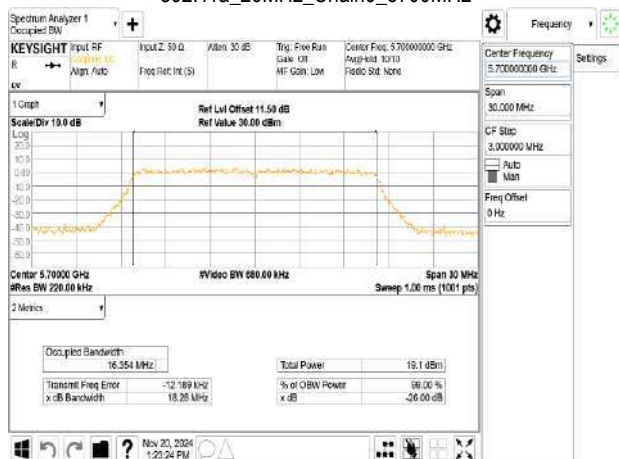 Spectrum Analyzer 1
Occupied BW
KEYSIGHT
Input: RF
Coupling: DC
Align: Auto
Input Z: 50 Ω
Freq Ref: Int (S)
Atten: 30 dB
Trig: Free Run
Gate: Off
#IF Gain: Low
Center Freq: 5.700000000 GHz
Avg|Hold: 10/10
Radio Std: None
Frequency
Settings
Center Frequency
5.700000000 GHz
Span
30.000 MHz
CF Step
3.000000 MHz
Auto
Man
Freq Offset
0 Hz
1 Graph
Scale/Div 10.0 dB
Ref Lvl Offset 11.50 dB
Ref Value 30.00 dBm
Log
20.0
10.0
0.00
-10.0
-20.0
-30.0
-40.0
-50.0
-60.0
Center 5.70000 GHz
#Res BW 220.00 kHz
#Video BW 680.00 kHz
Span 30 MHz
Sweep 1.00 ms (1001 pts)
2 Metrics
Occupied Bandwidth
16.354 MHz
Total Power 19.1 dBm
Transmit Freq Error -12.189 kHz
% of OBW Power 99.00 %
x dB Bandwidth 18.28 MHz
x dB -26.00 dB
?
Nov 20, 2024
1:23:24 PM